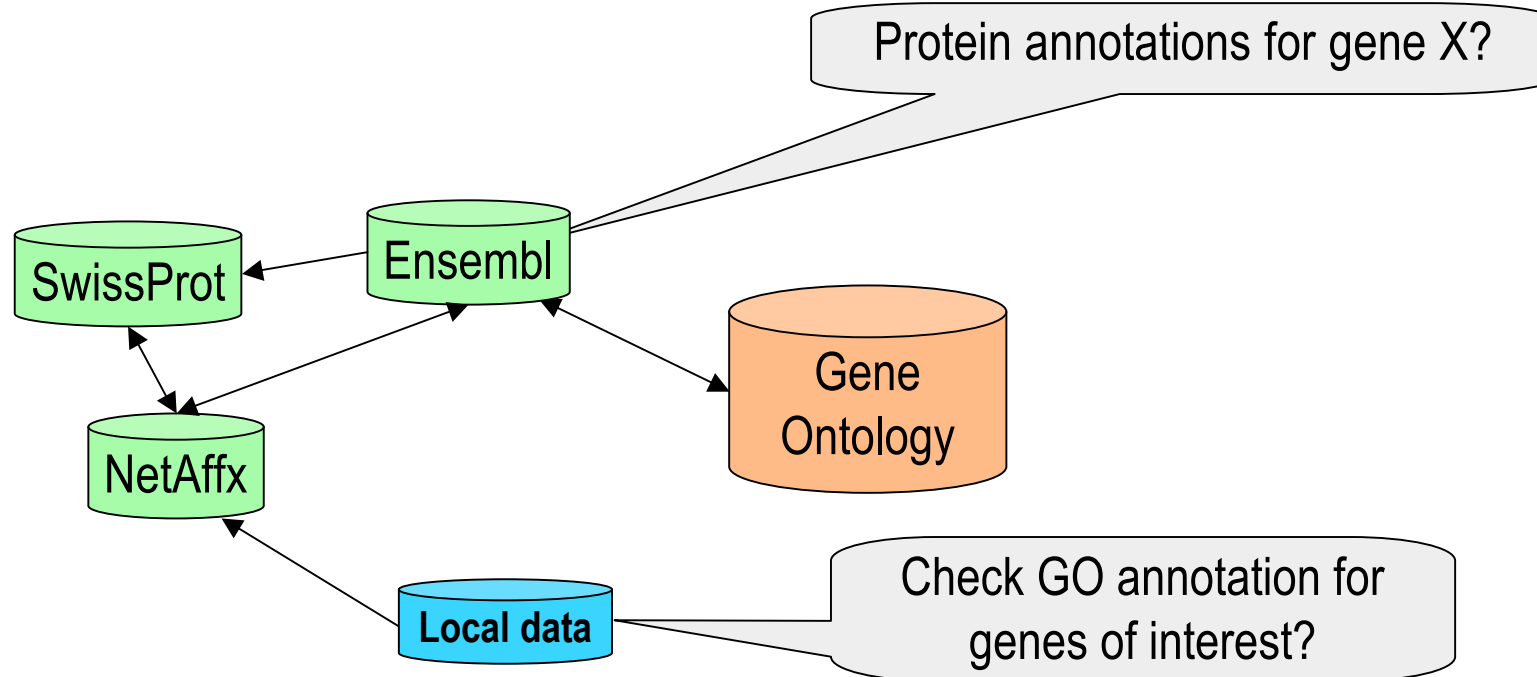 Protein annotations for gene X?
Ensembl
SwissProt
Gene
Ontology
NetAffx
Local data
Check GO annotation for
genes of interest?